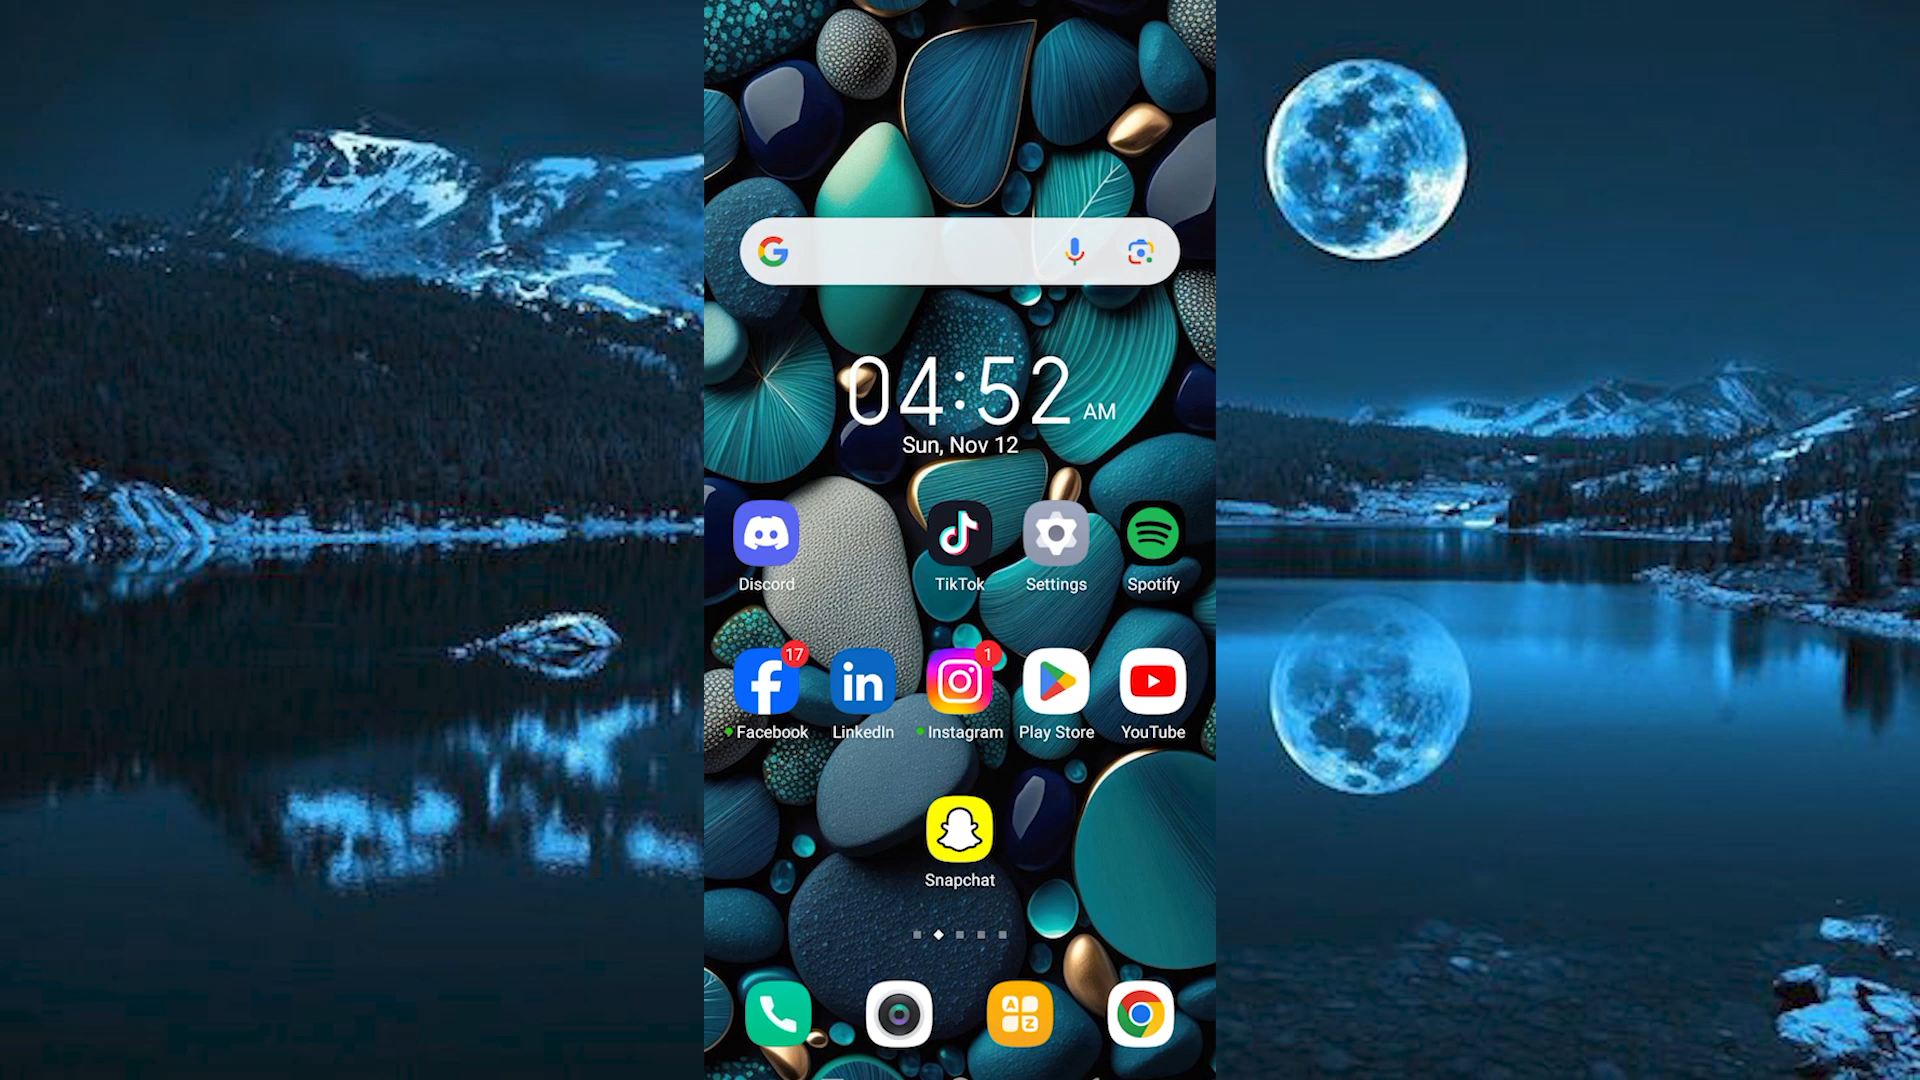 04:52 AM
Sun, Nov 12
Discord TikTok Settings Spotify
17 1
Facebook LinkedIn Instagram Play Store YouTube
Snapchat
A
Z